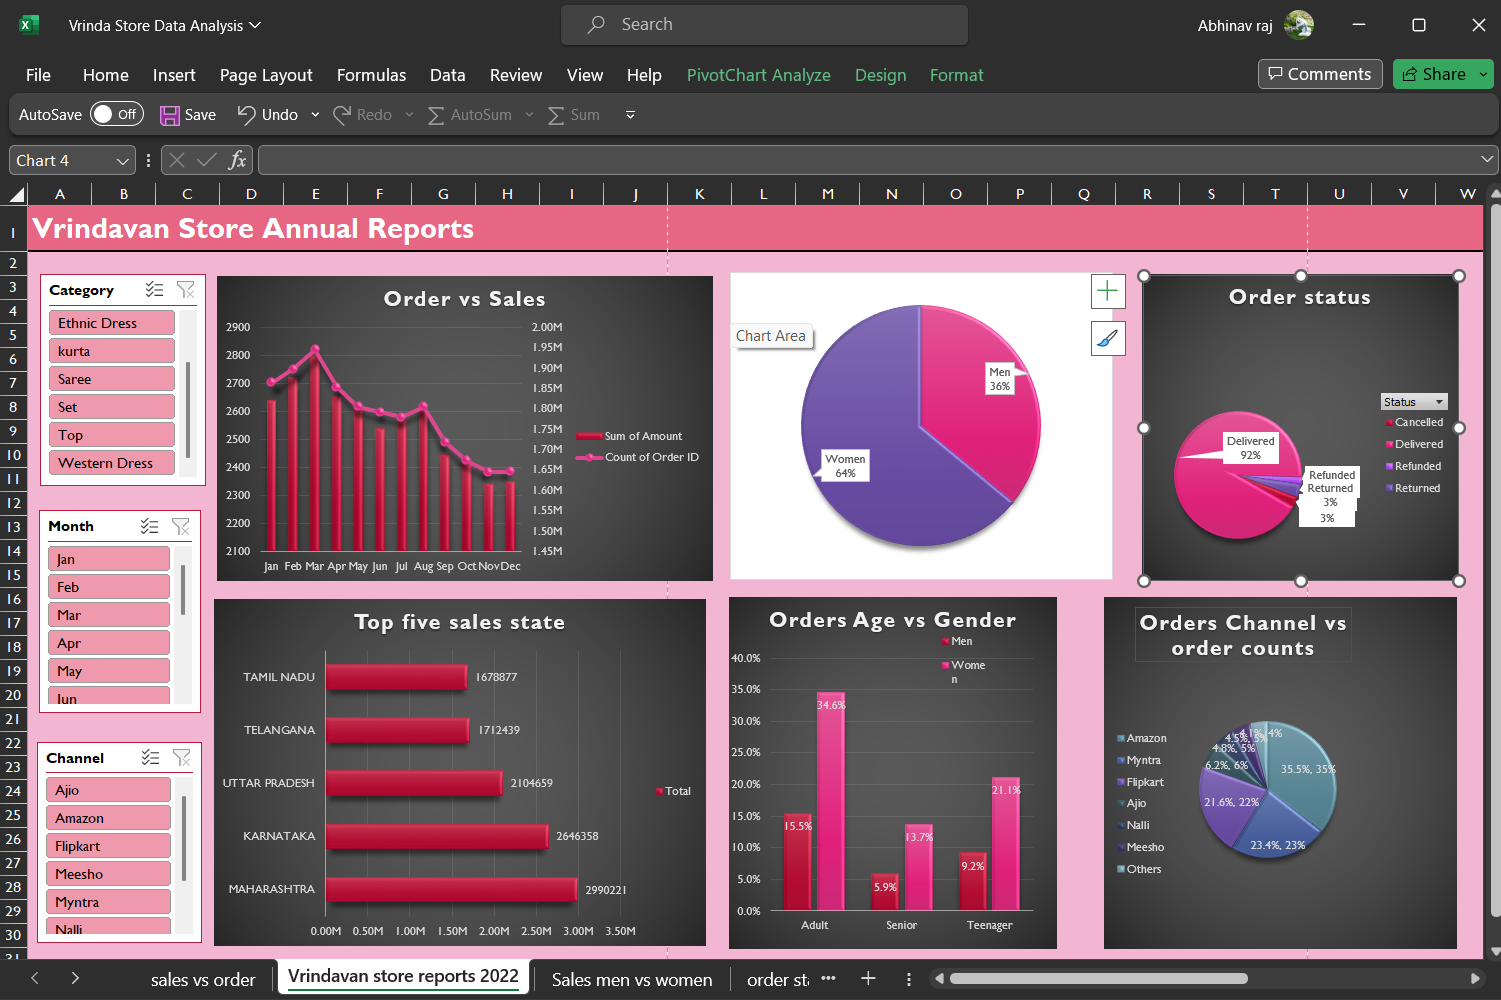 Vrinda Store Data Analysis
Search
Abhinav raj
File Home Insert Page Layout Formulas Data Review View Help PivotChart Analyze Design Format
Comments
Share
AutoSave Off Save Undo Redo AutoSum Sum
Chart 4
fx
A B C D E F G H I J K L M N O P Q R S T U V W
1
2
3
4
5
6
7
8
9
10
11
12
13
14
15
16
17
18
19
20
21
22
23
24
25
26
27
28
29
30
31
Vrindavan Store Annual Reports
Category
Ethnic Dress
kurta
Saree
Set
Top
Western Dress
Month
Jan
Feb
Mar
Apr
May
Jun
Channel
Ajio
Amazon
Flipkart
Meesho
Myntra
Nalli
Order vs Sales
2900
2800
2700
2600
2500
2400
2300
2200
2100
2.00M
1.95M
1.90M
1.85M
1.80M
1.75M
1.70M
1.65M
1.60M
1.55M
1.50M
1.45M
Sum of Amount
Count of Order ID
Jan Feb Mar Apr May Jun Jul Aug Sep Oct Nov Dec
Chart Area
Men
36%
Women
64%
Order status
Status
Cancelled
Delivered
Refunded
Returned
Delivered
92%
Refunded
Returned
3%
3%
Top five sales state
TAMIL NADU 1678877
TELANGANA 1712439
UTTAR PRADESH 2104659
KARNATAKA 2646358
MAHARASHTRA 2990221
Total
0.00M 0.50M 1.00M 1.50M 2.00M 2.50M 3.00M 3.50M
Orders Age vs Gender
Men
Wome
n
40.0%
35.0%
30.0%
25.0%
20.0%
15.0%
10.0%
5.0%
0.0%
15.5%
34.6%
5.9%
13.7%
9.2%
21.1%
Adult Senior Teenager
Orders Channel vs
order counts
Amazon
Myntra
Flipkart
Ajio
Nalli
Meesho
Others
35.5%, 35%
23.4%, 23%
21.6%, 22%
6.2%, 6%
4.8%, 5%
4.5%, 5%
4.1%, 4%
sales vs order
Vrindavan store reports 2022
Sales men vs women
order sta